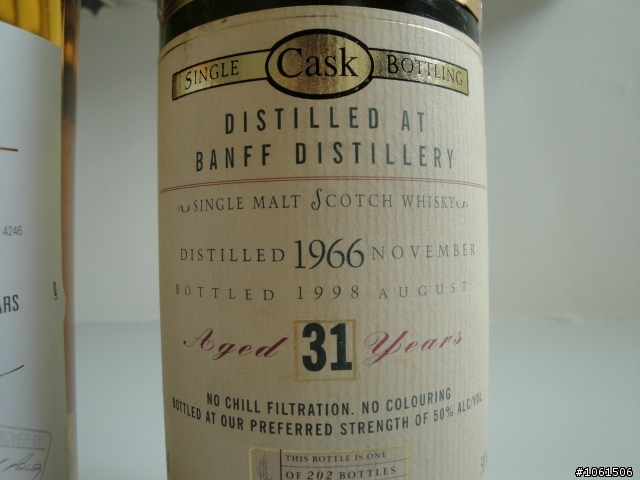 SINGLE Cask BOTTLING
DISTILLED AT
BANFF DISTILLERY
SINGLE MALT SCOTCH WHISKY
DISTILLED 1966 NOVEMBER
BOTTLED 1998 AUGUST
Aged 31 Years
NO CHILL FILTRATION. NO COLOURING
BOTTLED AT OUR PREFERRED STRENGTH OF 50% ALC/VOL
THIS BOTTLE IS ONE
OF 202 BOTTLES
4246
ARS
#1061506